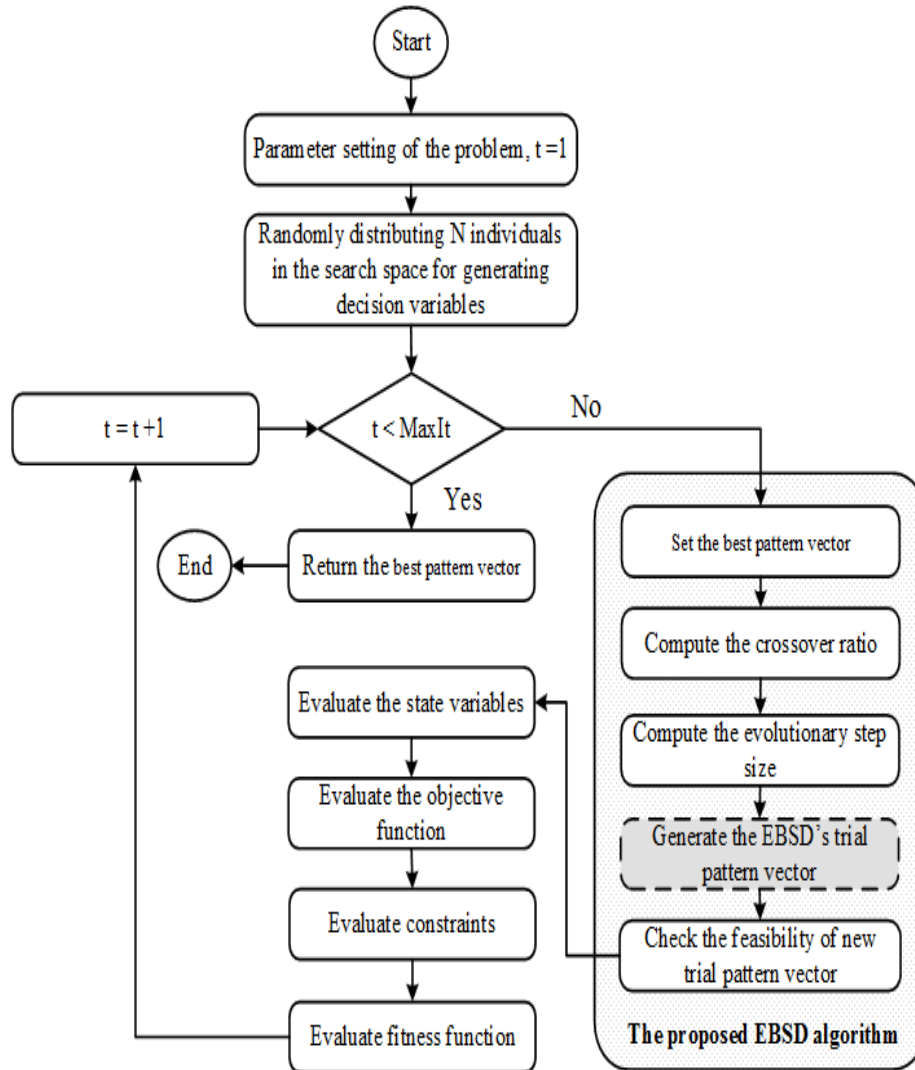 Start
Parameter setting of the problem, t =1
Randomly distributing N individuals
in the search space for generating
decision variables
t = t +1
t < MaxIt
No
Yes
Set the best pattern vector
End
Return the best pattern vector
Compute the crossover ratio
Evaluate the state variables
Compute the evolutionary step
size
Evaluate the objective
function
Generate the EBSD’s trial
pattern vector
Evaluate constraints
Check the feasibility of new
trial pattern vector
Evaluate fitness function
The proposed EBSD algorithm